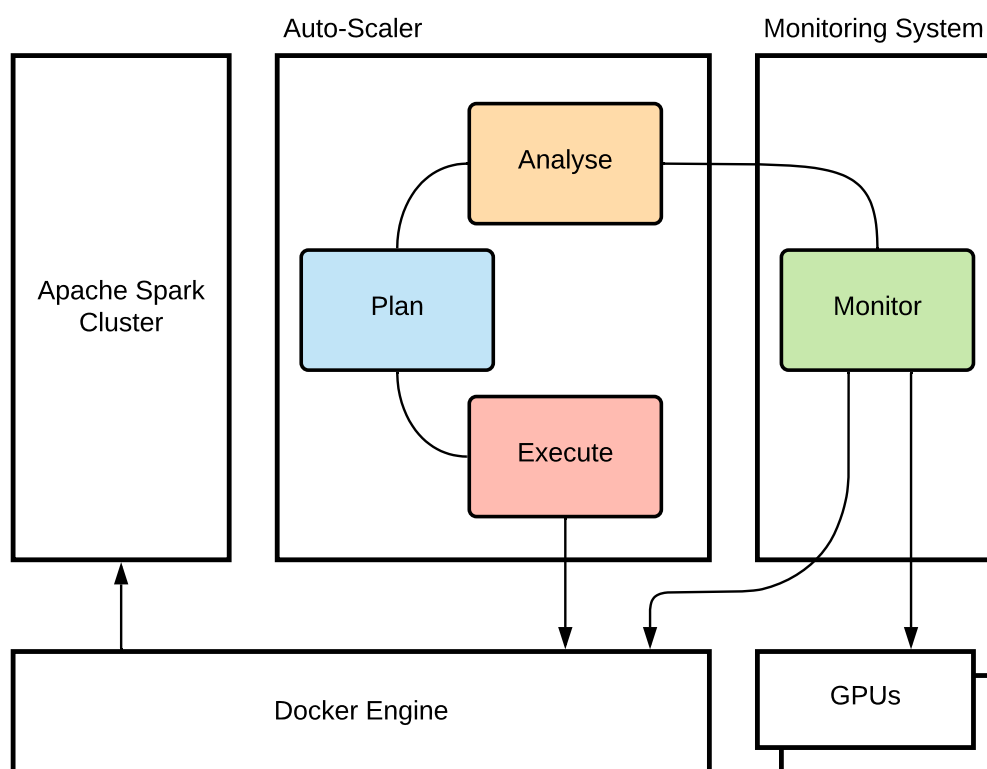 Auto-Scaler
Monitoring System
Analyse
Apache Spark
Cluster
Plan
Monitor
Execute
Docker Engine
GPUs